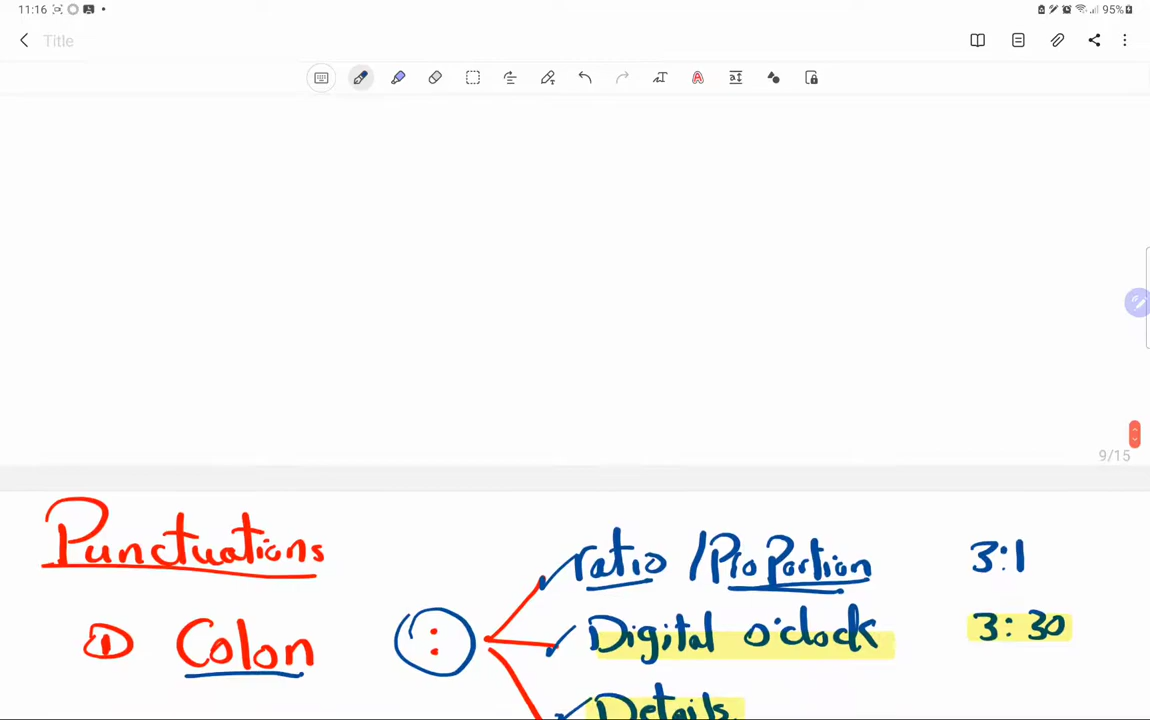 11:16 95%
Title
9/15
Punctuations
ratio / Proportion 3:1
① Colon : Digital o'clock 3:30
Details